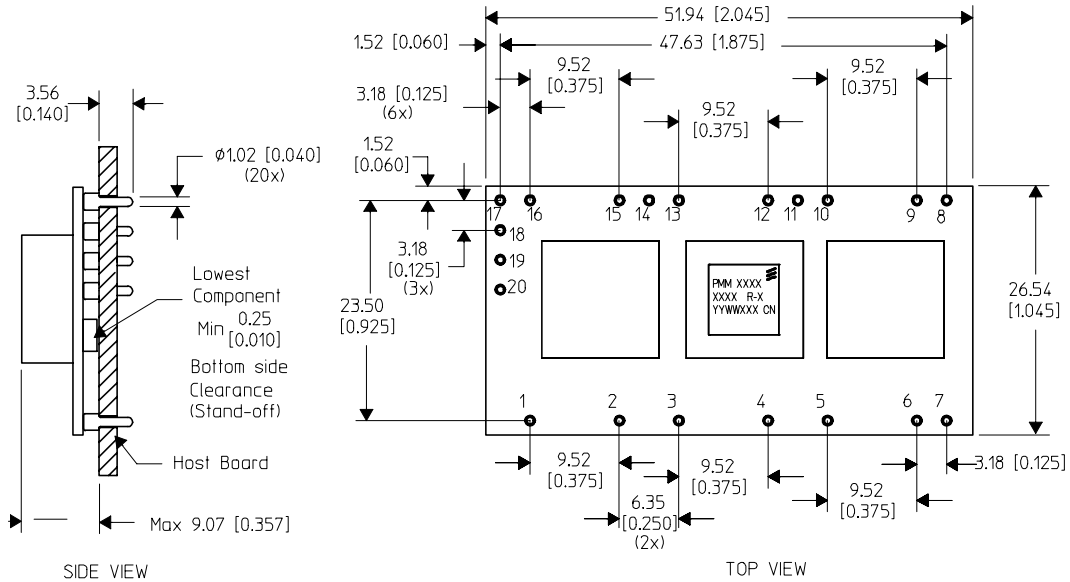 51.94 [2.045]
1.52 [0.060]
47.63 [1.875]
9.52
[0.375]
9.52
[0.375]
3.56
[0.140]
3.18 [0.125]
(6x)
9.52
[0.375]
1.52
[0.060]
ø1.02 [0.040]
(20x)
17
16
15
14
13
12
11
10
9
8
18
19
20
3.18
[0.125]
(3x)
23.50
[0.925]
26.54
[1.045]
PMM XXXX
XXXX R-X
YYWWXXX CN
Lowest
Component
Min 0.25
[0.010]
Bottom side
Clearance
(Stand-off)
Host Board
1
2
3
4
5
6
7
9.52
[0.375]
9.52
[0.375]
3.18 [0.125]
9.52
[0.375]
6.35
[0.250]
(2x)
Max 9.07 [0.357]
SIDE VIEW
TOP VIEW